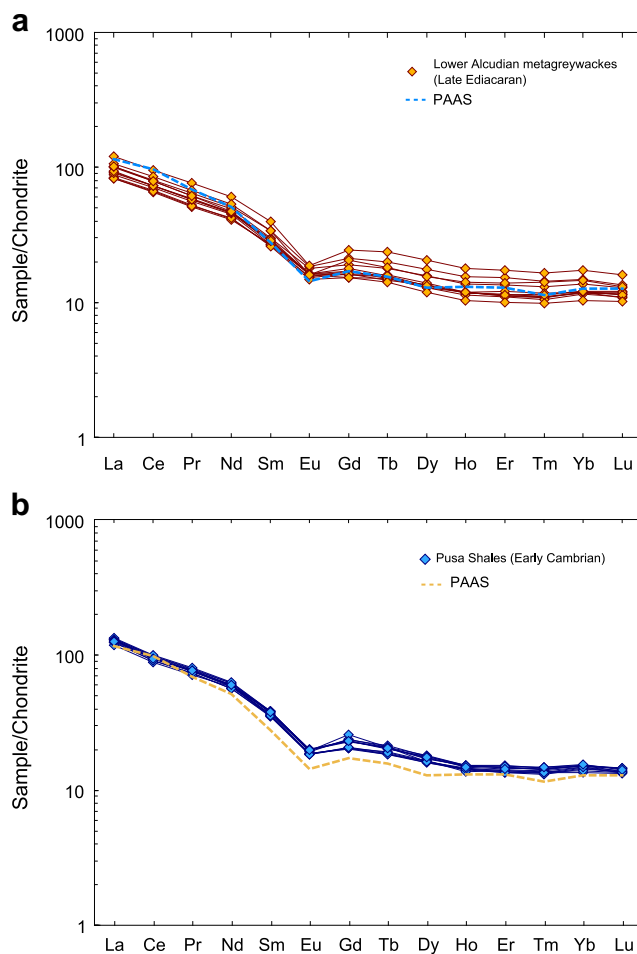 a
1000
100
10
1
Sample/Chondrite
Lower Alcudian metagreywackes
(Late Ediacaran)
PAAS
La Ce Pr Nd Sm Eu Gd Tb Dy Ho Er Tm Yb Lu
b
1000
100
10
1
Sample/Chondrite
Pusa Shales (Early Cambrian)
PAAS
La Ce Pr Nd Sm Eu Gd Tb Dy Ho Er Tm Yb Lu